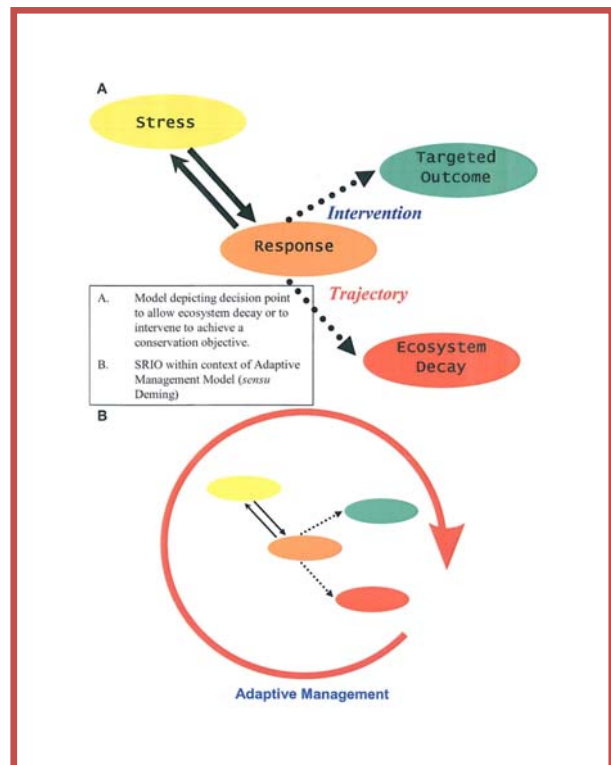 A
Stress
Targeted
Outcome
Intervention
Response
Trajectory
A. Model depicting decision point
to allow ecosystem decay or to
intervene to achieve a
conservation objective.
B. SRIO within context of Adaptive
Management Model (sensu
Deming)
Ecosystem
Decay
B
Adaptive Management